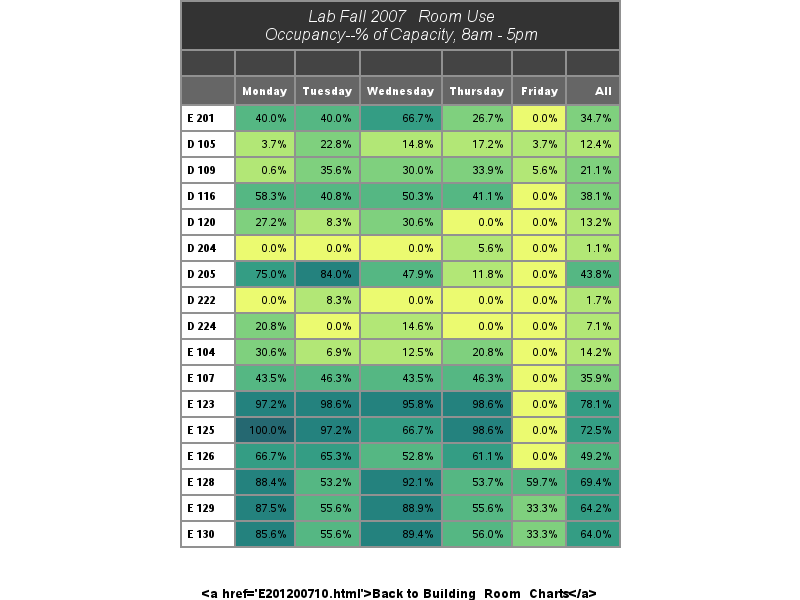 Lab Fall 2007 Room Use
Occupancy--% of Capacity, 8am - 5pm
Monday Tuesday Wednesday Thursday Friday All
E 201 40.0% 40.0% 66.7% 26.7% 0.0% 34.7%
D 105 3.7% 22.8% 14.8% 17.2% 3.7% 12.4%
D 109 0.6% 35.6% 30.0% 33.9% 5.6% 21.1%
D 116 58.3% 40.8% 50.3% 41.1% 0.0% 38.1%
D 120 27.2% 8.3% 30.6% 0.0% 0.0% 13.2%
D 204 0.0% 0.0% 0.0% 5.6% 0.0% 1.1%
D 205 75.0% 84.0% 47.9% 11.8% 0.0% 43.8%
D 222 0.0% 8.3% 0.0% 0.0% 0.0% 1.7%
D 224 20.8% 0.0% 14.6% 0.0% 0.0% 7.1%
E 104 30.6% 6.9% 12.5% 20.8% 0.0% 14.2%
E 107 43.5% 46.3% 43.5% 46.3% 0.0% 35.9%
E 123 97.2% 98.6% 95.8% 98.6% 0.0% 78.1%
E 125 100.0% 97.2% 66.7% 98.6% 0.0% 72.5%
E 126 66.7% 65.3% 52.8% 61.1% 0.0% 49.2%
E 128 88.4% 53.2% 92.1% 53.7% 59.7% 69.4%
E 129 87.5% 55.6% 88.9% 55.6% 33.3% 64.2%
E 130 85.6% 55.6% 89.4% 56.0% 33.3% 64.0%
<a href='E201200710.html'>Back to Building Room Charts</a>